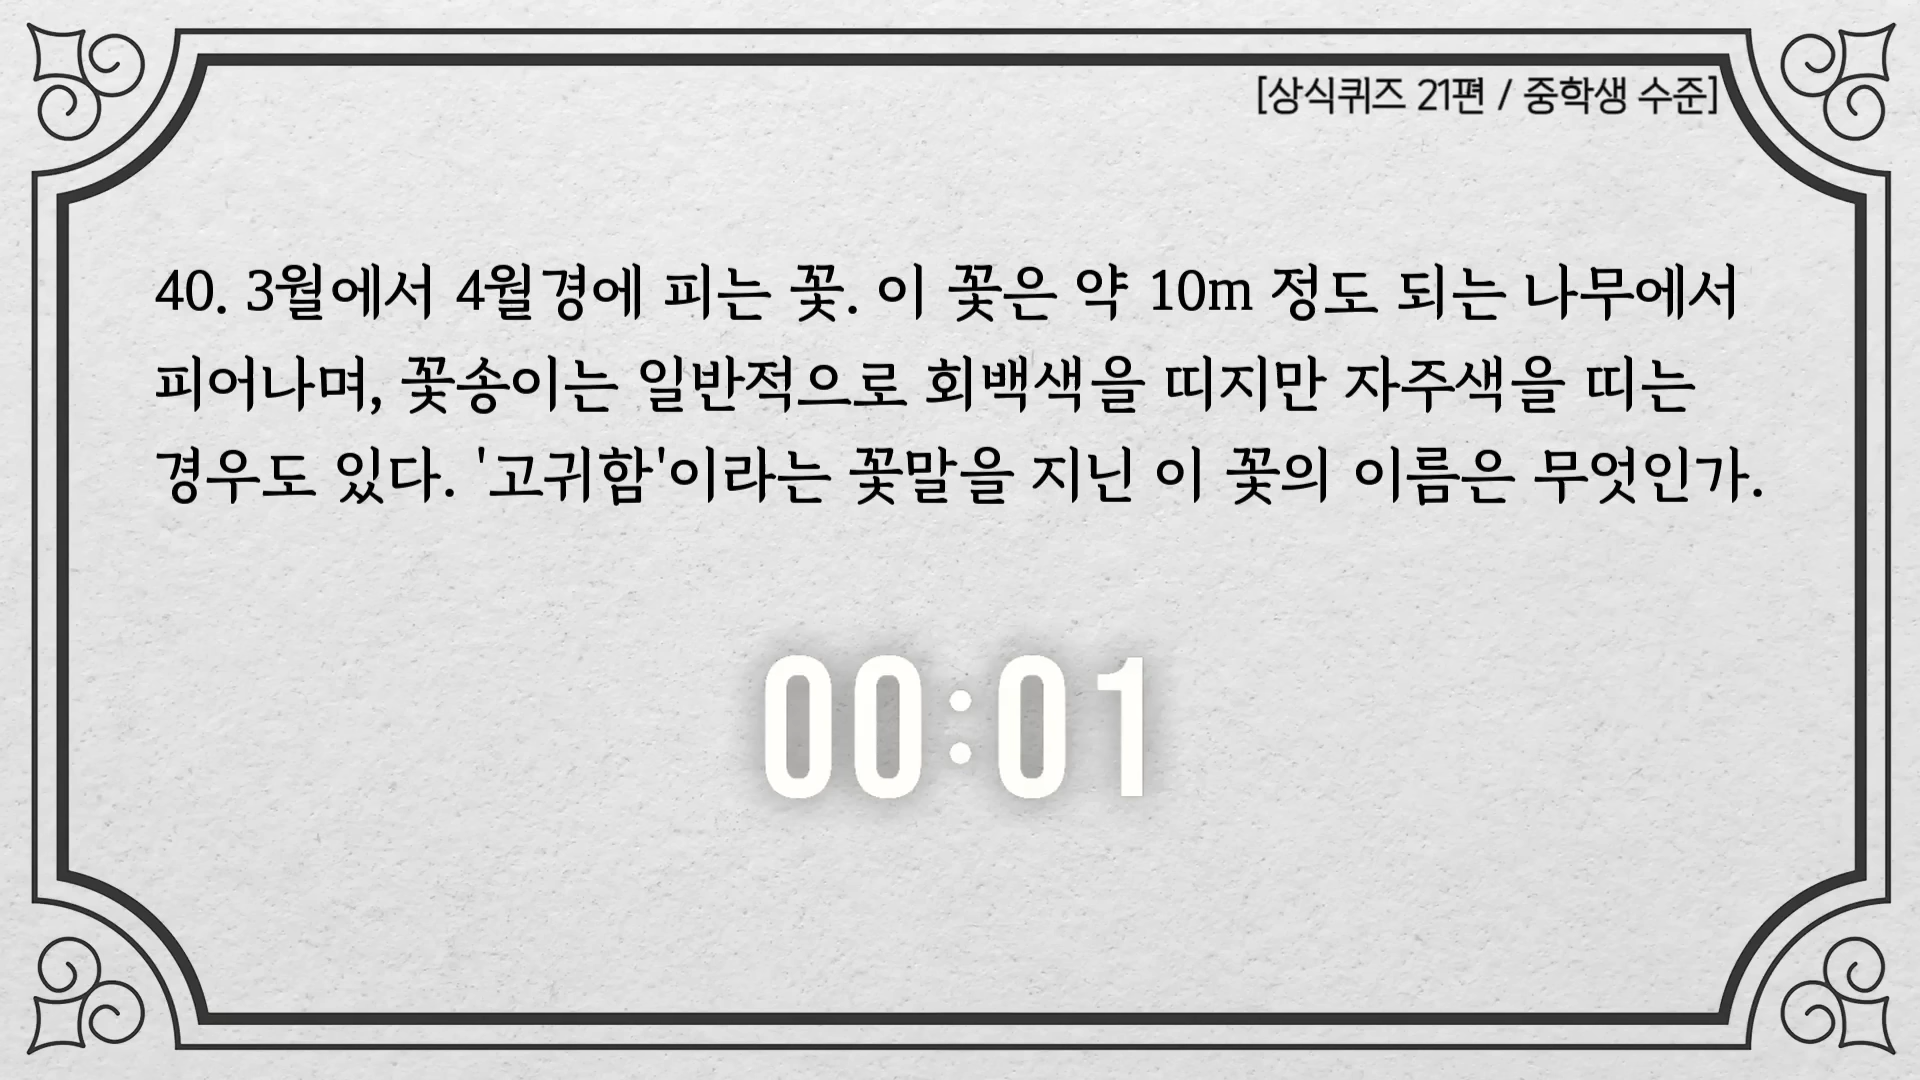 [상식퀴즈 21편 / 중학생 수준]
40. 3월에서 4월경에 피는 꽃. 이 꽃은 약 10m 정도 되는 나무에서
피어나며, 꽃송이는 일반적으로 회백색을 띠지만 자주색을 띠는
경우도 있다. '고귀함'이라는 꽃말을 지닌 이 꽃의 이름은 무엇인가.
00:01